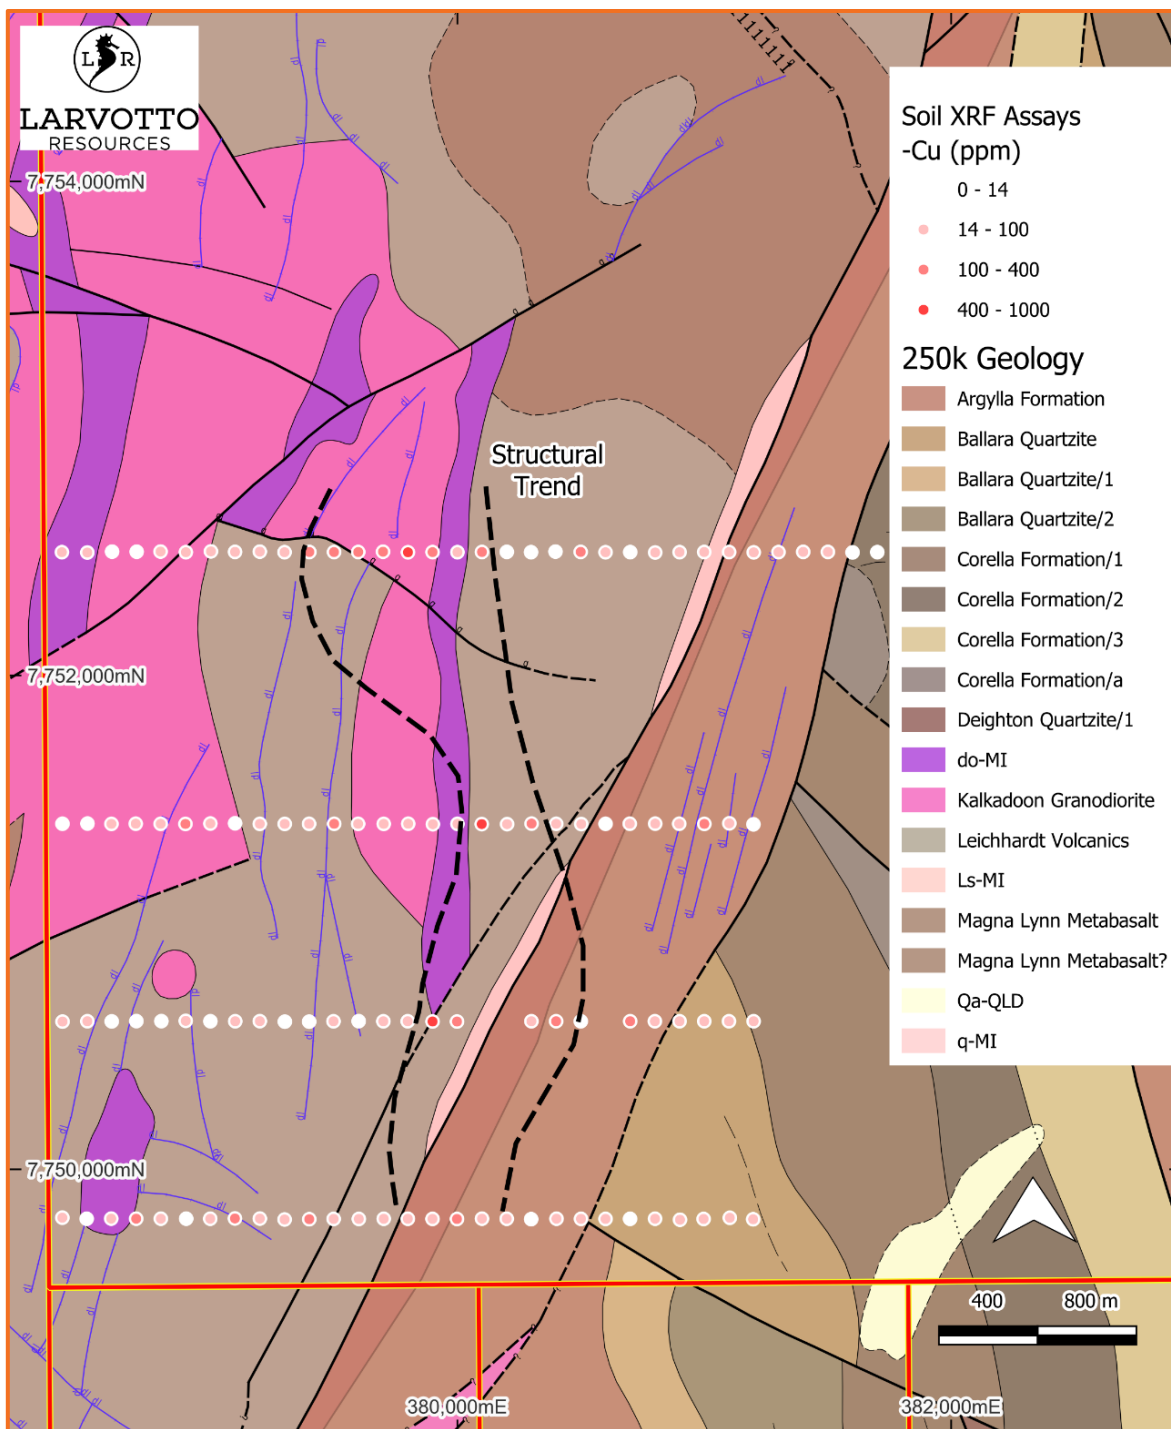 L R
LARVOTTO
RESOURCES
7,754,000mN
Structural
Trend
7,752,000mN
7,750,000mN
380,000mE
382,000mE
Soil XRF Assays
-Cu (ppm)
0 - 14
14 - 100
100 - 400
400 - 1000
250k Geology
Argylla Formation
Ballara Quartzite
Ballara Quartzite/1
Ballara Quartzite/2
Corella Formation/1
Corella Formation/2
Corella Formation/3
Corella Formation/a
Deighton Quartzite/1
do-MI
Kalkadoon Granodiorite
Leichhardt Volcanics
Ls-MI
Magna Lynn Metabasalt
Magna Lynn Metabasalt?
Qa-QLD
q-MI
400 800 m